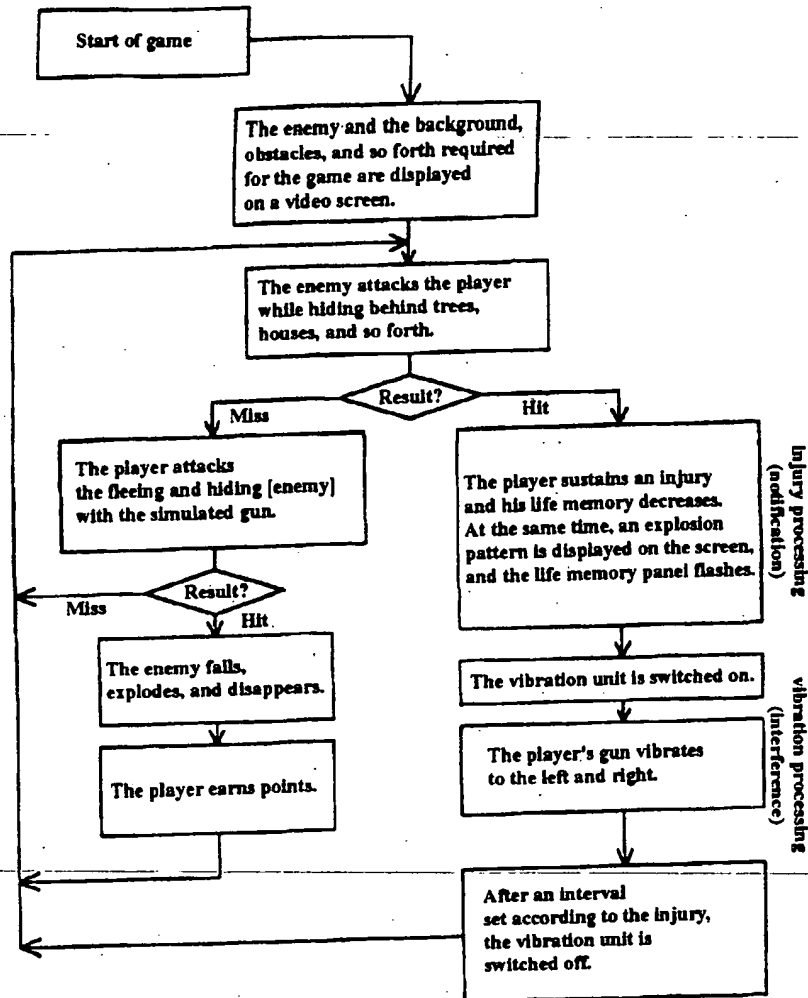 Start of game
The enemy and the background,
obstacles, and so forth required
for the game are displayed
on a video screen.
The enemy attacks the player
while hiding behind trees,
houses, and so forth.
Result?
Miss
Hit
The player attacks
the fleeing and hiding [enemy]
with the simulated gun.
The player sustains an injury
and his life memory decreases.
At the same time, an explosion
pattern is displayed on the screen,
and the life memory panel flashes.
injury processing
(notification)
Result?
Miss
Hit
The enemy falls,
explodes, and disappears.
The vibration unit is switched on.
The player earns points.
The player's gun vibrates
to the left and right.
vibration processing
(interference)
After an interval
set according to the injury,
the vibration unit is
switched off.